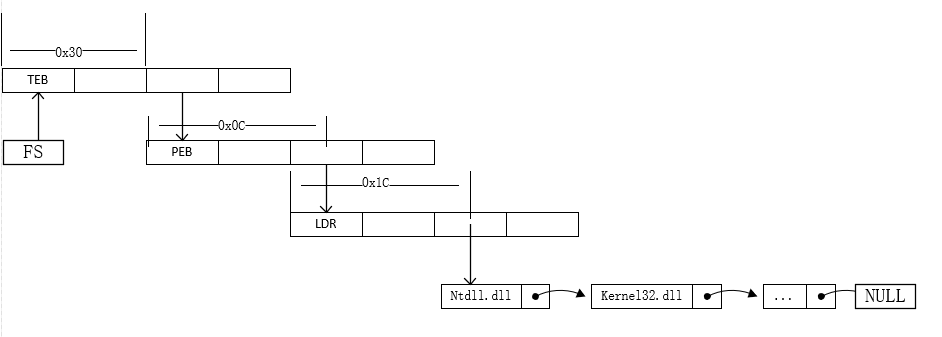 0x30
TEB
0x0C
FS
PEB
0x1C
LDR
Ntdll.dll
Kernel32.dll
...
NULL